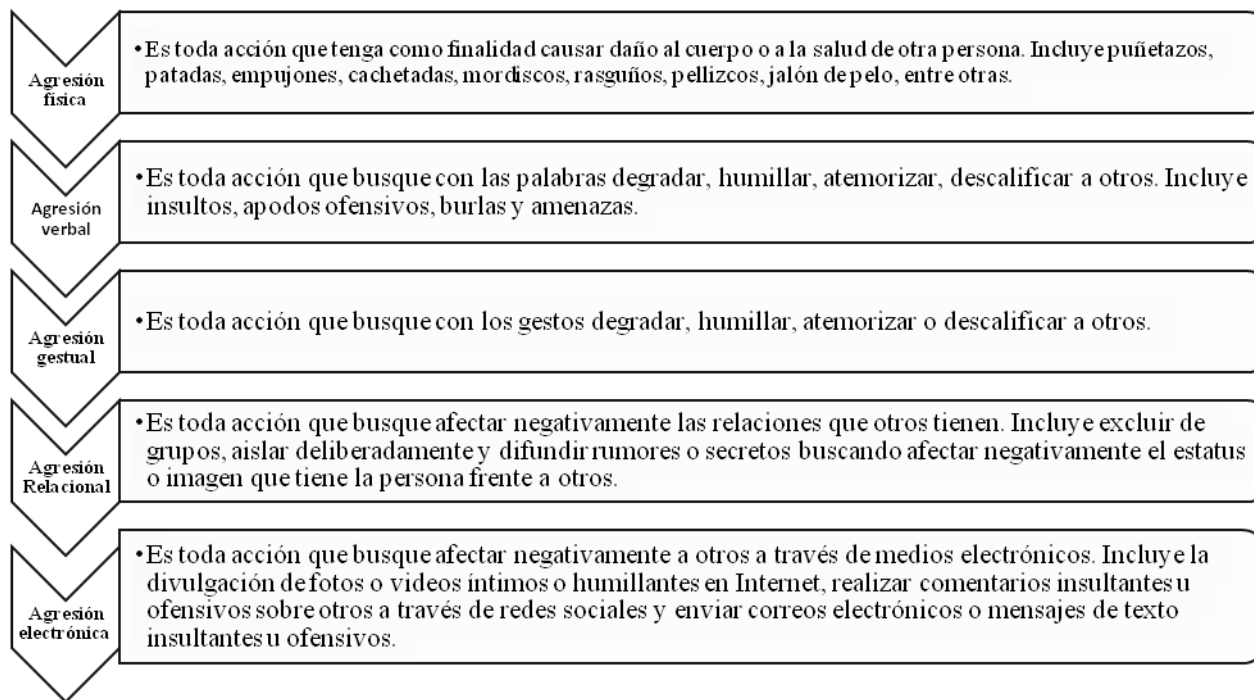 Agresión
física
•Es toda acción que tenga como finalidad causar daño al cuerpo o a la salud de otra persona. Incluye puñetazos,
patadas, empujones, cachetadas, mordiscos, rasguños, pellizcos, jalón de pelo, entre otras.
Agresión
verbal
•Es toda acción que busque con las palabras degradar, humillar, atemorizar, descalificar a otros. Incluye
insultos, apodos ofensivos, burlas y amenazas.
Agresión
gestual
•Es toda acción que busque con los gestos degradar, humillar, atemorizar o descalificar a otros.
Agresión
Relacional
•Es toda acción que busque afectar negativamente las relaciones que otros tienen. Incluye excluir de
grupos, aislar deliberadamente y difundir rumores o secretos buscando afectar negativamente el estatus
o imagen que tiene la persona frente a otros.
Agresión
electrónica
•Es toda acción que busque afectar negativamente a otros a través de medios electrónicos. Incluye la
divulgación de fotos o videos íntimos o humillantes en Internet, realizar comentarios insultantes u
ofensivos sobre otros a través de redes sociales y enviar correos electrónicos o mensajes de texto
insultantes u ofensivos.